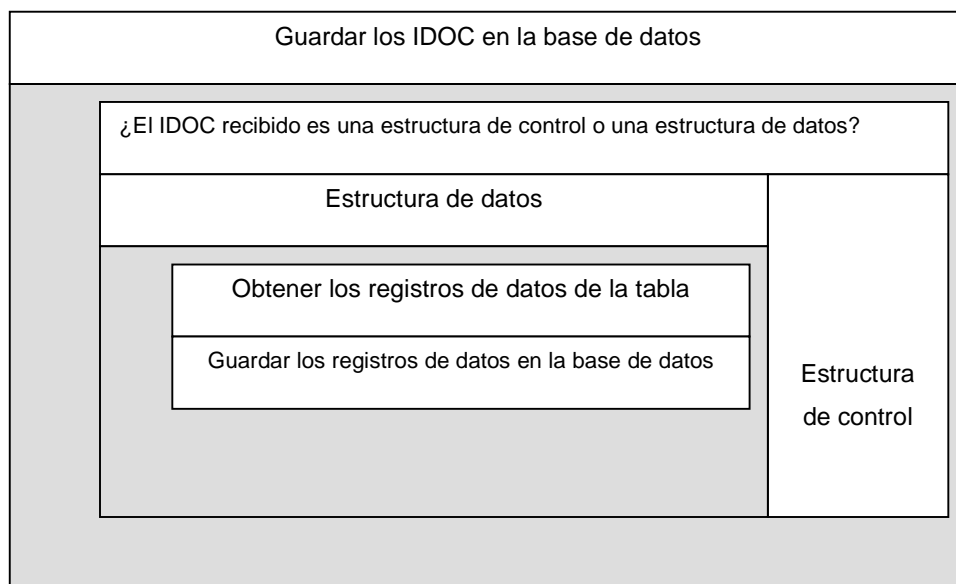 Guardar los IDOC en la base de datos
¿El IDOC recibido es una estructura de control o una estructura de datos?
Estructura de datos
Obtener los registros de datos de la tabla
Guardar los registros de datos en la base de datos
Estructura
de control